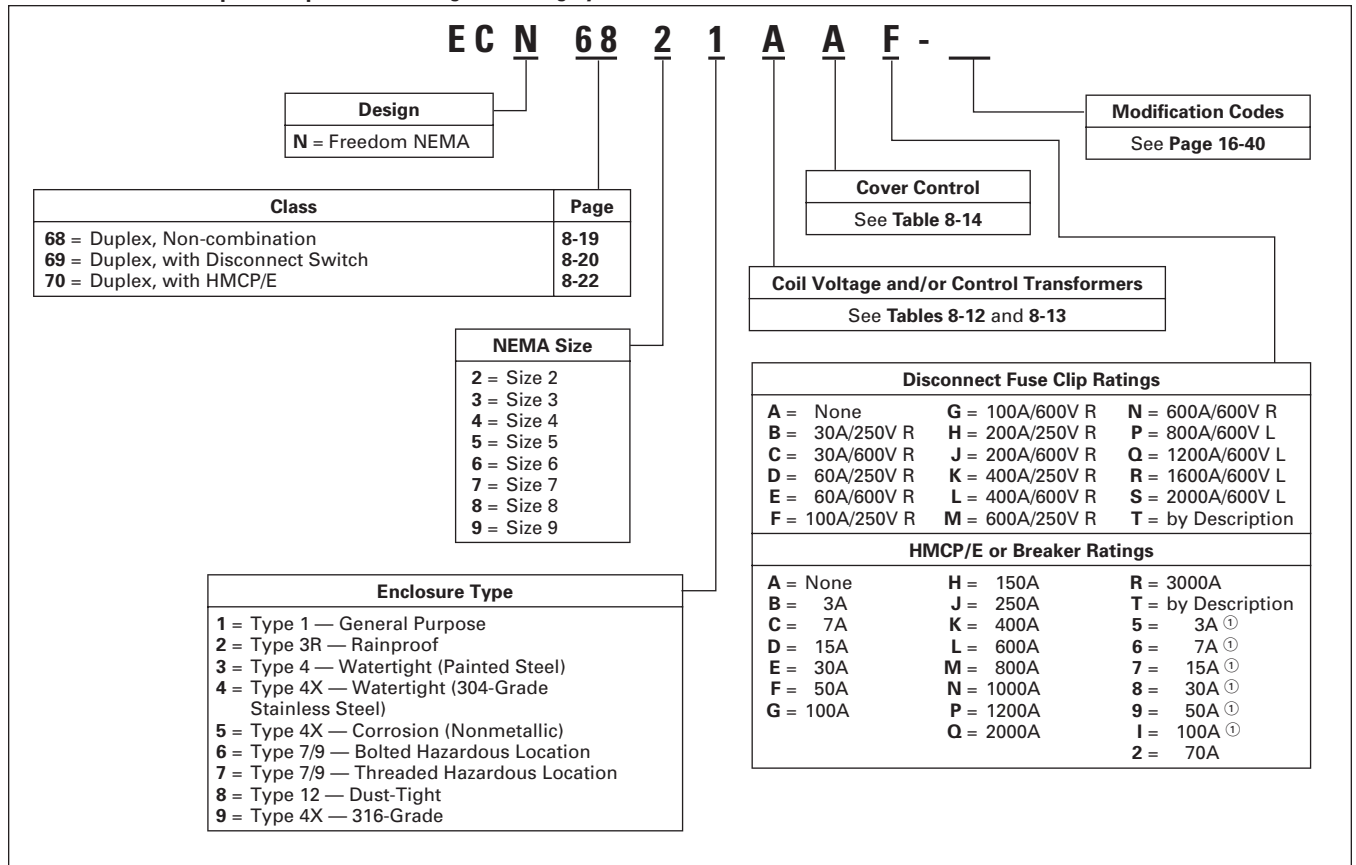 E C N 6 8 2 1 A A F - __
Design
N = Freedom NEMA
Modification Codes
See Page 16-40
Class Page
68 = Duplex, Non-combination 8-19
69 = Duplex, with Disconnect Switch 8-20
70 = Duplex, with HMCP/E 8-22
Cover Control
See Table 8-14
Coil Voltage and/or Control Transformers
See Tables 8-12 and 8-13
NEMA Size
2 = Size 2
3 = Size 3
4 = Size 4
5 = Size 5
6 = Size 6
7 = Size 7
8 = Size 8
9 = Size 9
Disconnect Fuse Clip Ratings
A = None G = 100A/600V R N = 600A/600V R
B = 30A/250V R H = 200A/250V R P = 800A/600V L
C = 30A/600V R J = 200A/600V R Q = 1200A/600V L
D = 60A/250V R K = 400A/250V R R = 1600A/600V L
E = 60A/600V R L = 400A/600V R S = 2000A/600V L
F = 100A/250V R M = 600A/250V R T = by Description
HMCP/E or Breaker Ratings
A = None H = 150A R = 3000A
B = 3A J = 250A T = by Description
C = 7A K = 400A 5 = 3A ①
D = 15A L = 600A 6 = 7A ①
E = 30A M = 800A 7 = 15A ①
F = 50A N = 1000A 8 = 30A ①
G = 100A P = 1200A 9 = 50A ①
Q = 2000A I = 100A ①
2 = 70A
Enclosure Type
1 = Type 1 — General Purpose
2 = Type 3R — Rainproof
3 = Type 4 — Watertight (Painted Steel)
4 = Type 4X — Watertight (304-Grade
Stainless Steel)
5 = Type 4X — Corrosion (Nonmetallic)
6 = Type 7/9 — Bolted Hazardous Location
7 = Type 7/9 — Threaded Hazardous Location
8 = Type 12 — Dust-Tight
9 = Type 4X — 316-Grade